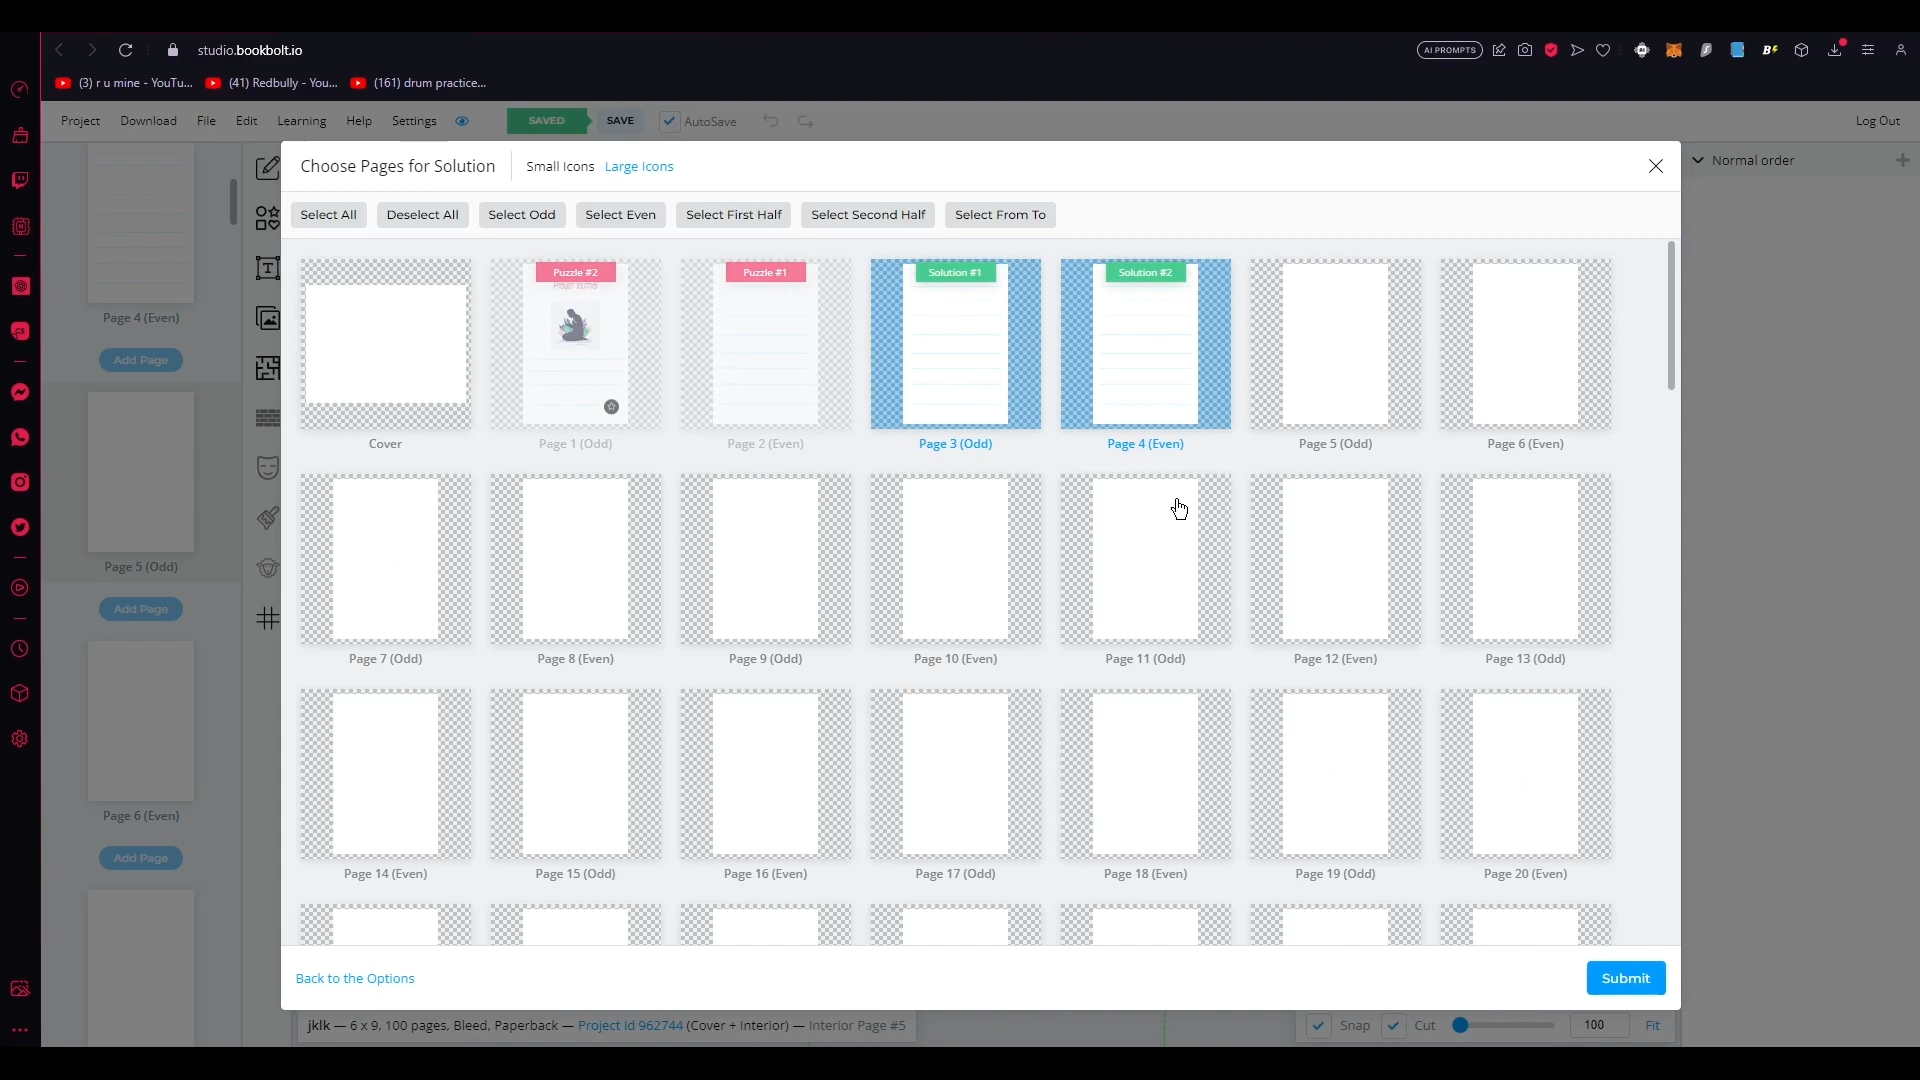 studio.bookbolt.io
AI PROMPTS
(3) r u mine - YouTu...
(41) Redbully - You...
(161) drum practice...
Project
Download
File
Edit
Learning
Help
Settings
SAVED
SAVE
AutoSave
Log Out
Choose Pages for Solution
Small Icons
Large Icons
Normal order
Select All
Deselect All
Select Odd
Select Even
Select First Half
Select Second Half
Select From To
Puzzle #2
Prayer Journal
Puzzle #1
Solution #1
Solution #2
Cover
Page 1 (Odd)
Page 2 (Even)
Page 3 (Odd)
Page 4 (Even)
Page 5 (Odd)
Page 6 (Even)
Page 7 (Odd)
Page 8 (Even)
Page 9 (Odd)
Page 10 (Even)
Page 11 (Odd)
Page 12 (Even)
Page 13 (Odd)
Page 14 (Even)
Page 15 (Odd)
Page 16 (Even)
Page 17 (Odd)
Page 18 (Even)
Page 19 (Odd)
Page 20 (Even)
Page 4 (Even)
Add Page
Page 5 (Odd)
Add Page
Page 6 (Even)
Add Page
Back to the Options
Submit
jklk — 6 x 9, 100 pages, Bleed, Paperback — Project Id 962744 (Cover + Interior) — Interior Page #5
Snap
Cut
100
Fit